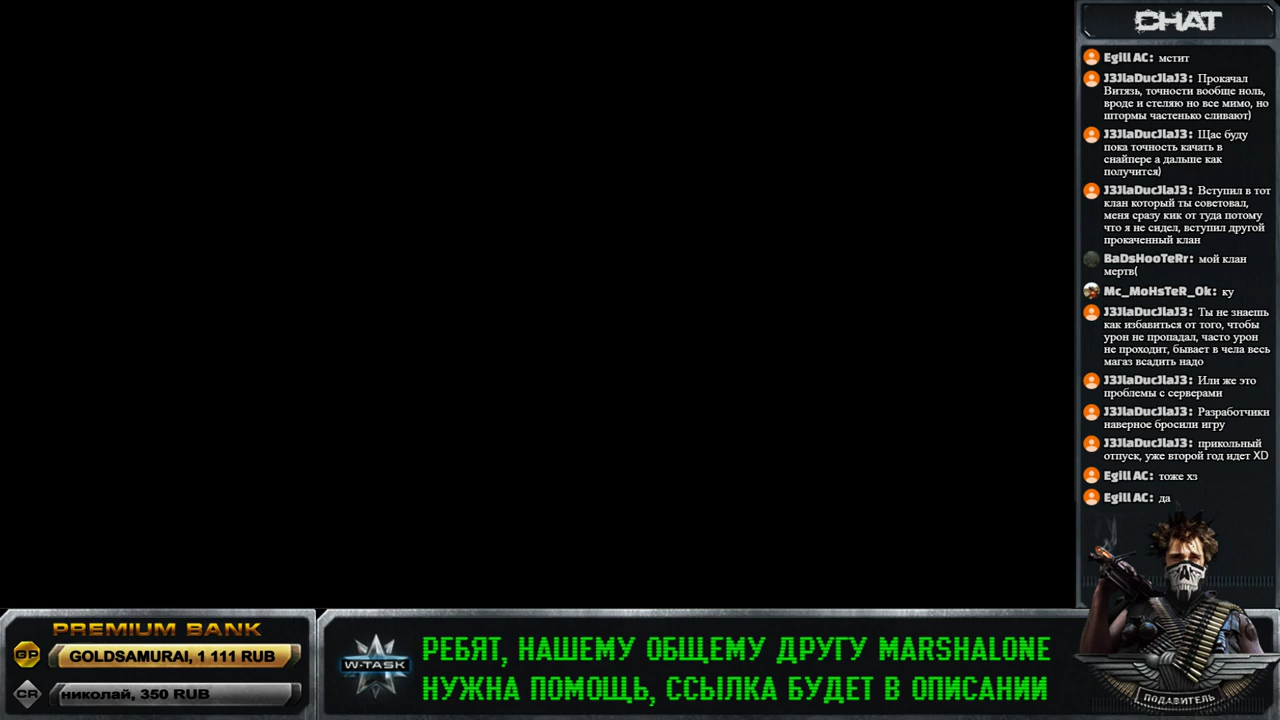 CHAT
Egill AC: мстит
J3JlaDucJlaJ3: Прокачал
Витязь, точности вообще ноль,
вроде и стеляю но все мимо, но
штормы частенько сливают)
J3JlaDucJlaJ3: Щас буду
пока точность качать в
снайпере а дальше как
получится)
J3JlaDucJlaJ3: Вступил в тот
клан который ты советовал,
меня сразу кик от туда потому
что я не сидел, вступил другой
прокаченный клан
BaDsHooTeRr: мой клан
мертв(
Mc_MoHsTeR_Ok: ку
J3JlaDucJlaJ3: Ты не знаешь
как избавиться от того, чтобы
урон не пропадал, часто урон
не проходит, бывает в чела весь
магаз всадить надо
J3JlaDucJlaJ3: Или же это
проблемы с серверами
J3JlaDucJlaJ3: Разработчики
наверное бросили игру
J3JlaDucJlaJ3: прикольный
отпуск, уже второй год идет XD
Egill AC: тоже хз
Egill AC: да
ПОДАВИТЕЛЬ
PREMIUM BANK
GP GOLDSAMURAI, 1 111 RUB
CR николай, 350 RUB
W-TASK
РЕБЯТ, НАШЕМУ ОБЩЕМУ ДРУГУ MARSHALONE
НУЖНА ПОМОЩЬ, ССЫЛКА БУДЕТ В ОПИСАНИИ